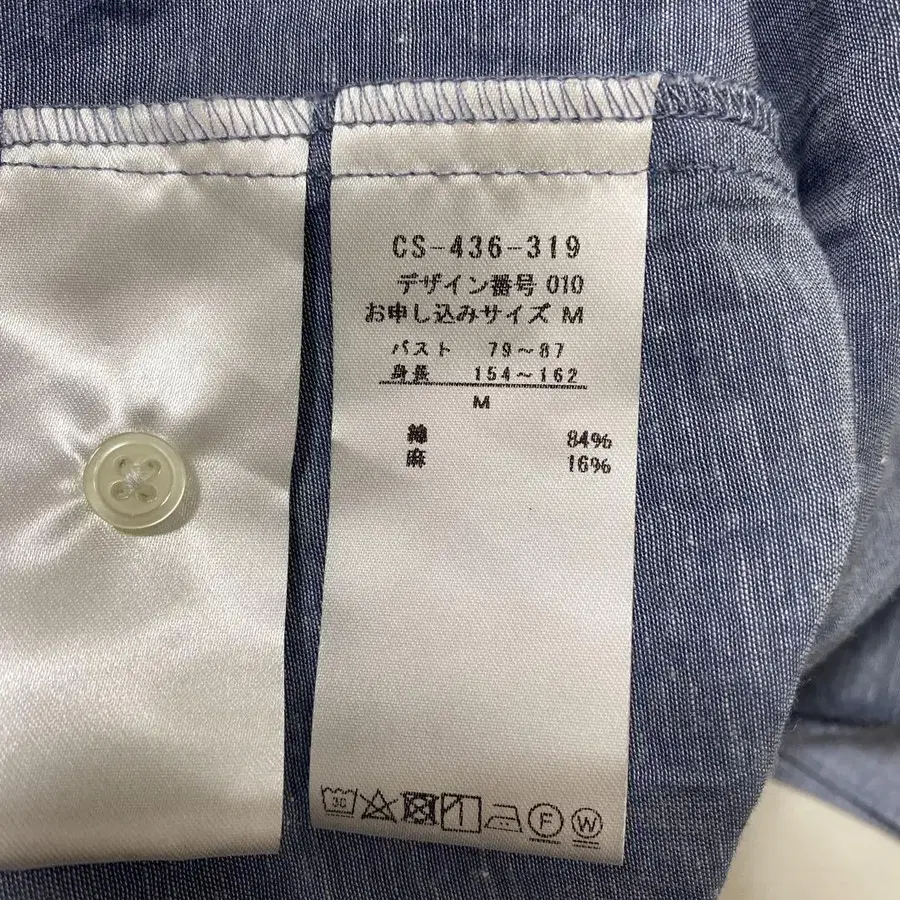 CS-436-319
デザイン番号 010
お申し込みサイズ M
バスト 79~87
身長 154~162
M
綿 84%
麻 16%
30
F W